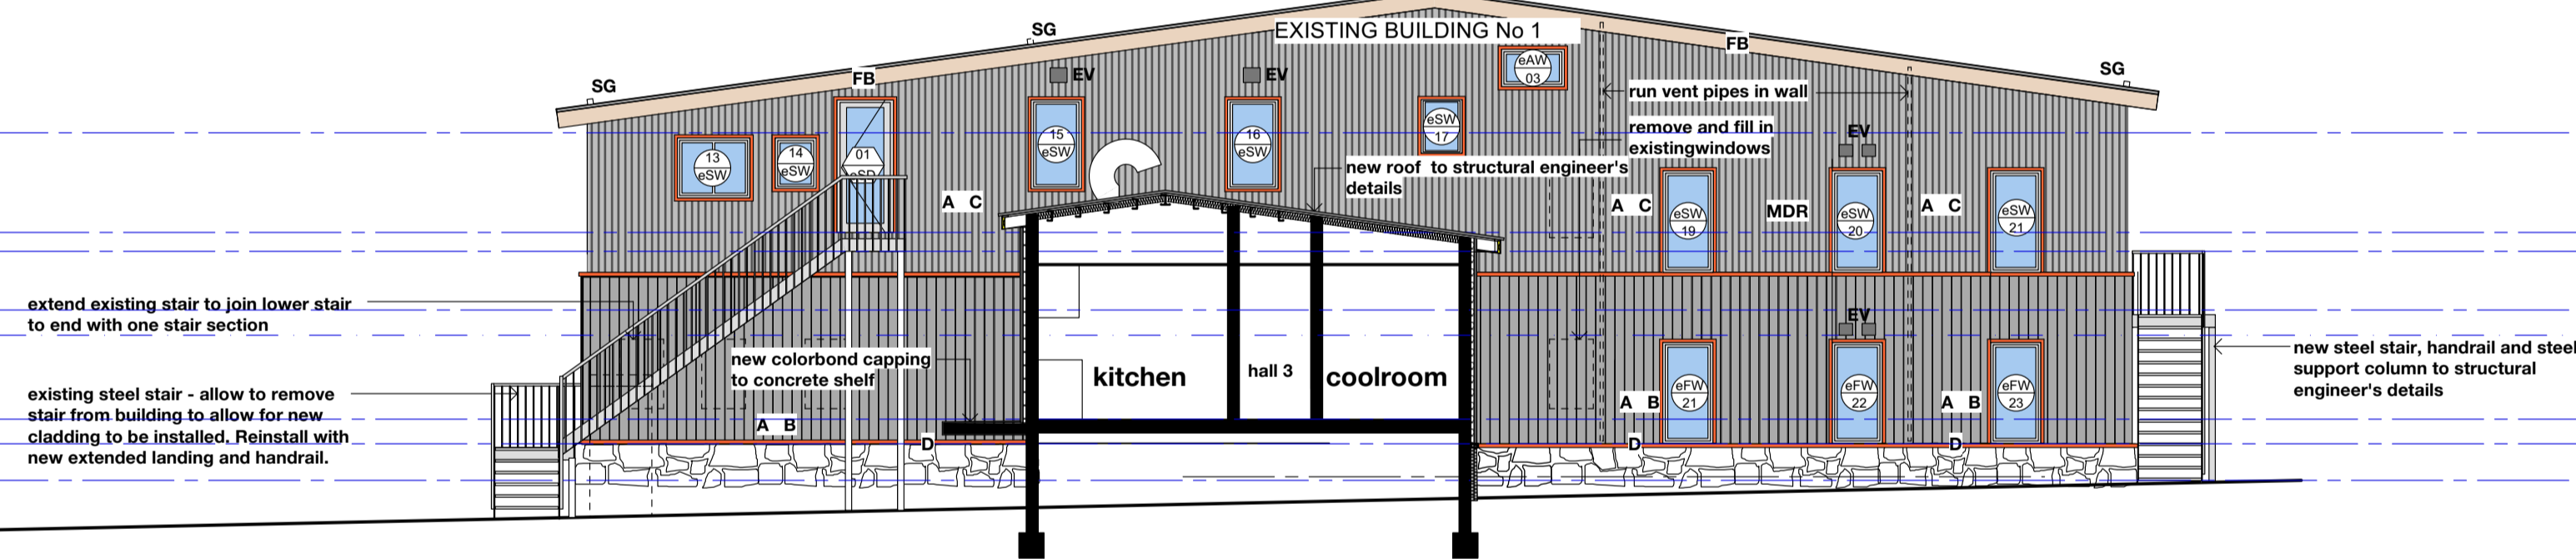 EXISTING BUILDING No 1
SG
FB
SG
SG
FB
EV
EV
eAW
03
run vent pipes in wall
remove and fill in
existingwindows
EV
13
eSW
14
eSW
01
eSD
15
eSW
16
eSW
eSW
17
new roof to structural engineer's
details
A C
A C
eSW
19
MDR
eSW
20
A C
eSW
21
extend existing stair to join lower stair
to end with one stair section
existing steel stair - allow to remove
stair from building to allow for new
cladding to be installed. Reinstall with
new extended landing and handrail.
new colorbond capping
to concrete shelf
A B
D
kitchen
hall 3
coolroom
EV
A B
eFW
21
eFW
22
A B
eFW
23
D
D
new steel stair, handrail and steel
support column to structural
engineer's details